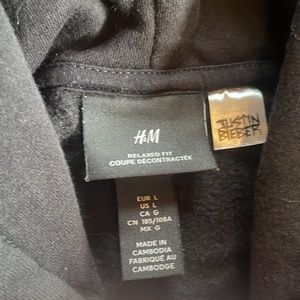 H&M
RELAXED FIT
COUPE DÉCONTRACTÉE
JUSTIN
BIEBER
EUR L
US L
CA G
CN 185/108A
MX G
MADE IN
CAMBODIA
FABRIQUÉ AU
CAMBODGE